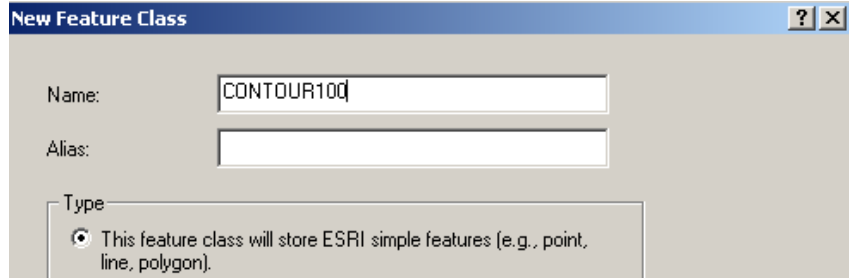 New Feature Class
Name: CONTOUR100
Alias:
Type
This feature class will store ESRI simple features (e.g., point,
line, polygon).